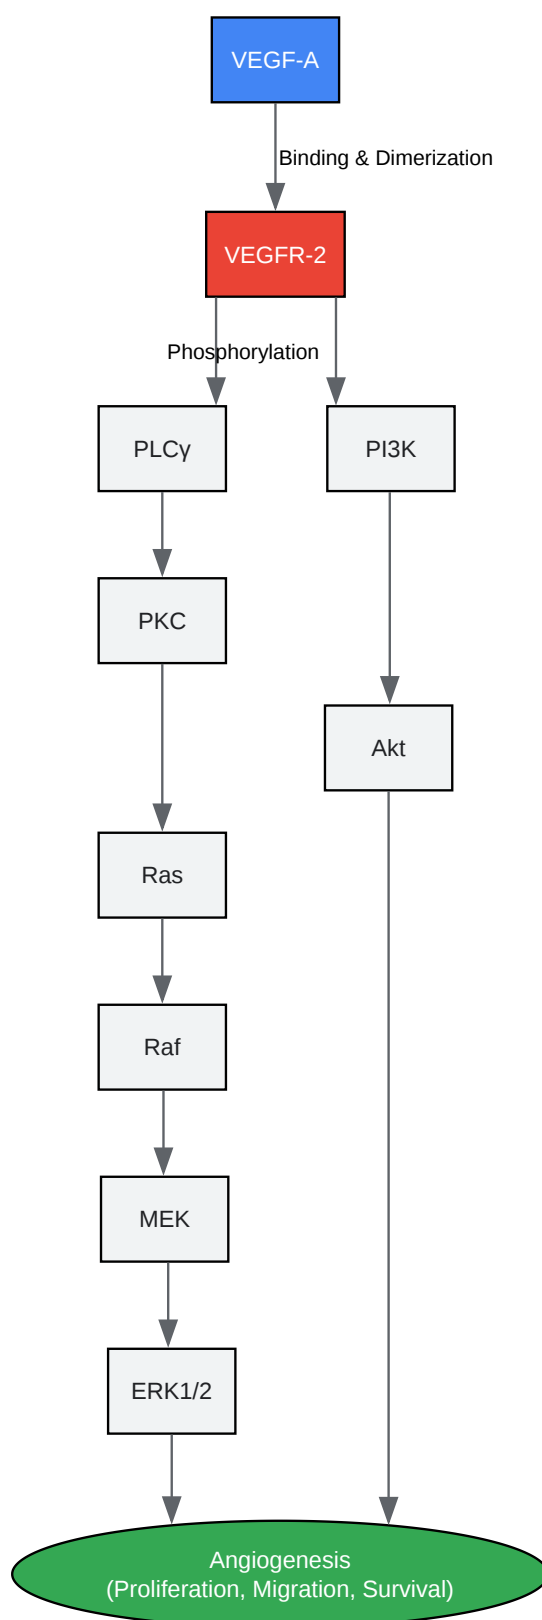 VEGF-A
Binding & Dimerization
VEGFR-2
Phosphorylation
PLCγ
PI3K
PKC
Akt
Ras
Raf
MEK
ERK1/2
Angiogenesis
(Proliferation, Migration, Survival)